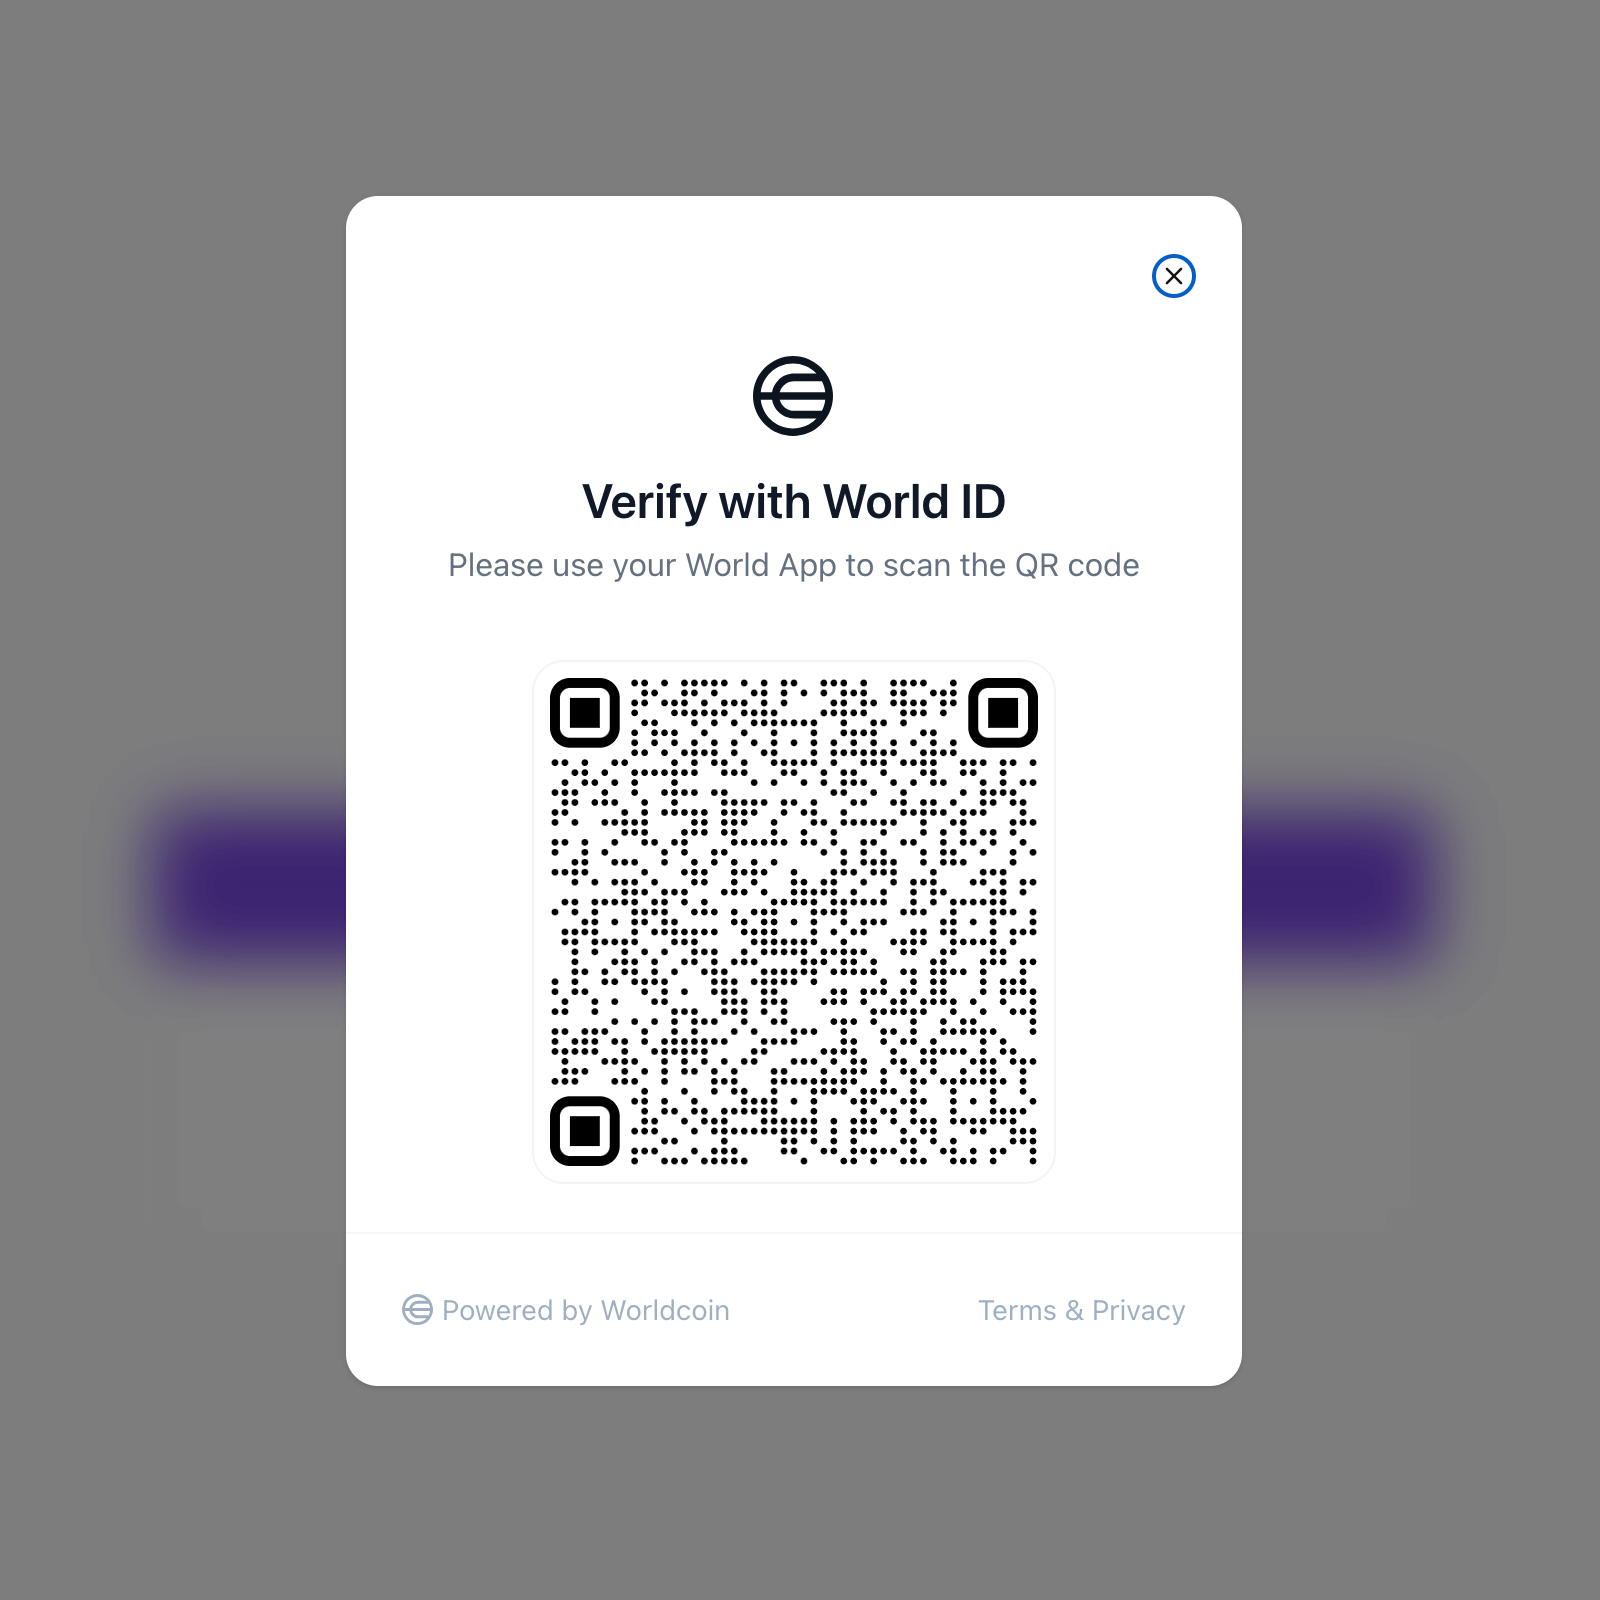 Verify with World ID
Please use your World App to scan the QR code
Powered by Worldcoin
Terms & Privacy